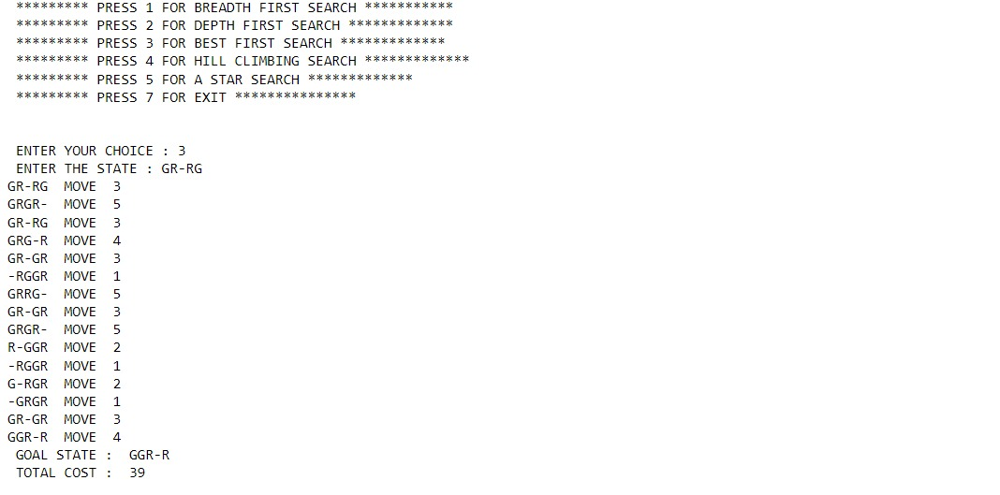 ********* PRESS 1 FOR BREADTH FIRST SEARCH ***********
********* PRESS 2 FOR DEPTH FIRST SEARCH *************
********* PRESS 3 FOR BEST FIRST SEARCH *************
********* PRESS 4 FOR HILL CLIMBING SEARCH *************
********* PRESS 5 FOR A STAR SEARCH *************
********* PRESS 7 FOR EXIT ***************
ENTER YOUR CHOICE : 3
ENTER THE STATE : GR-RG
GR-RG  MOVE  3
GRGR-  MOVE  5
GR-RG  MOVE  3
GRG-R  MOVE  4
GR-GR  MOVE  3
-RGGR  MOVE  1
GRRG-  MOVE  5
GR-GR  MOVE  3
GRGR-  MOVE  5
R-GGR  MOVE  2
-RGGR  MOVE  1
G-RGR  MOVE  2
-GRGR  MOVE  1
GR-GR  MOVE  3
GGR-R  MOVE  4
GOAL STATE :  GGR-R
TOTAL COST :  39